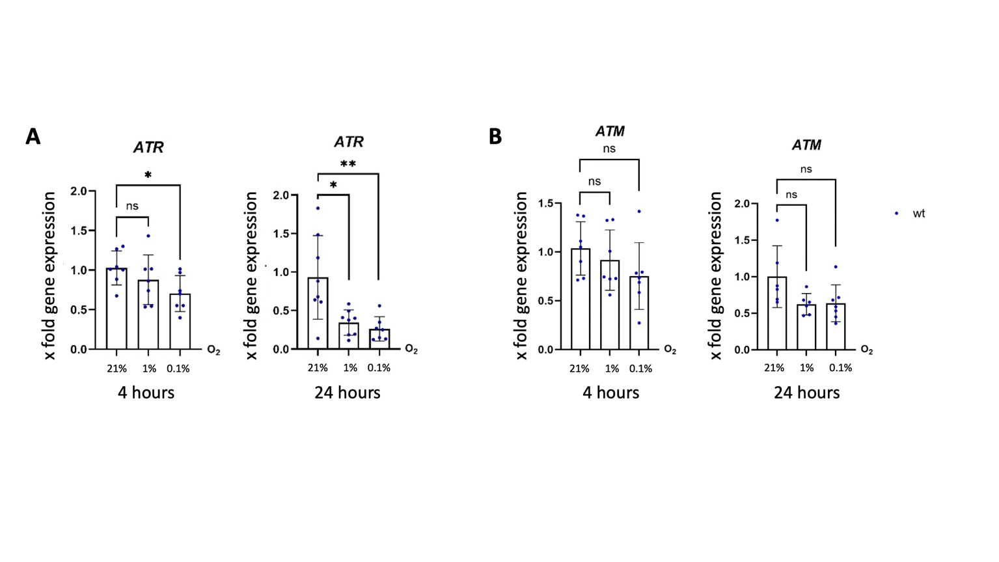 A
ATR
*
ns
x fold gene expression
2.0
1.5
1.0
0.5
0.0
O₂
21% 1% 0.1%
4 hours
ATR
**
*
x fold gene expression
2.0
1.5
1.0
0.5
0.0
O₂
21% 1% 0.1%
24 hours
B
ATM
ns
ns
x fold gene expression
1.5
1.0
0.5
0.0
O₂
21% 1% 0.1%
4 hours
ATM
ns
ns
x fold gene expression
2.0
1.5
1.0
0.5
0.0
O₂
21% 1% 0.1%
24 hours
wt